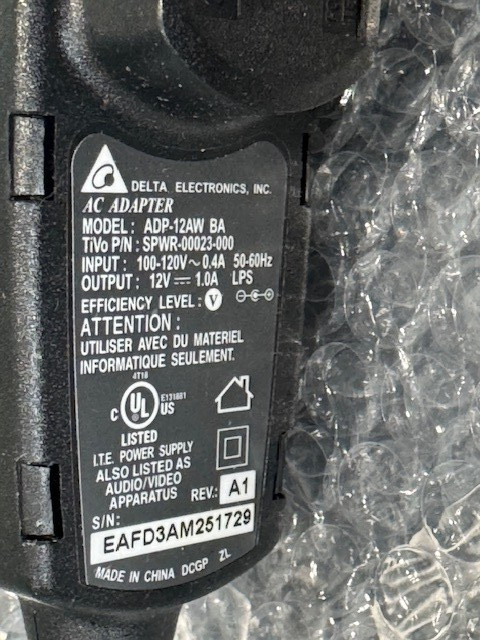 DELTA ELECTRONICS, INC.
AC ADAPTER
MODEL: ADP-12AW BA
TiVo P/N: SPWR-00023-000
INPUT: 100-120V~0.4A 50-60Hz
OUTPUT: 12V⎓1.0A LPS
EFFICIENCY LEVEL: V
ATTENTION:
UTILISER AVEC DU MATERIEL
INFORMATIQUE SEULEMENT.
4T18
C UL US E131881
LISTED
I.T.E. POWER SUPPLY
ALSO LISTED AS
AUDIO/VIDEO
APPARATUS REV.: A1
S/N:
EAFD3AM251729
MADE IN CHINA DCGP ZL